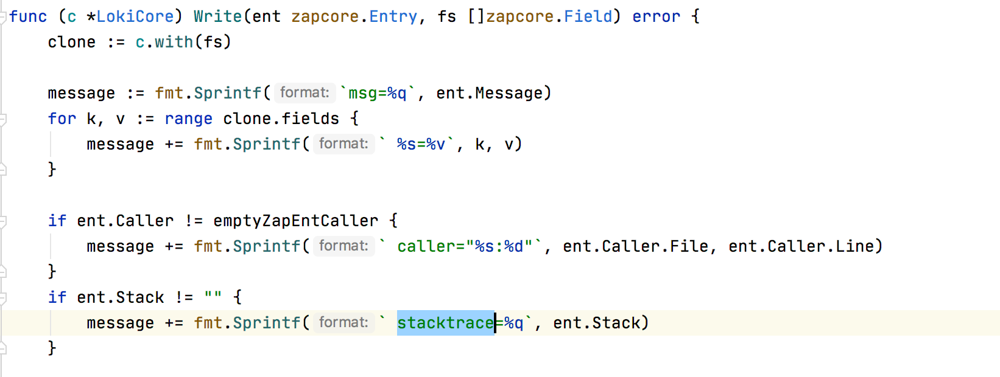 func (c *LokiCore) Write(ent zapcore.Entry, fs []zapcore.Field) error {
    clone := c.with(fs)
    message := fmt.Sprintf( format: `msg=%q`, ent.Message)
    for k, v := range clone.fields {
        message += fmt.Sprintf( format: ` %s=%v`, k, v)
    }
    if ent.Caller != emptyZapEntCaller {
        message += fmt.Sprintf( format: ` caller="%s:%d"`, ent.Caller.File, ent.Caller.Line)
    }
    if ent.Stack != "" {
        message += fmt.Sprintf( format: ` stacktrace=%q`, ent.Stack)
    }